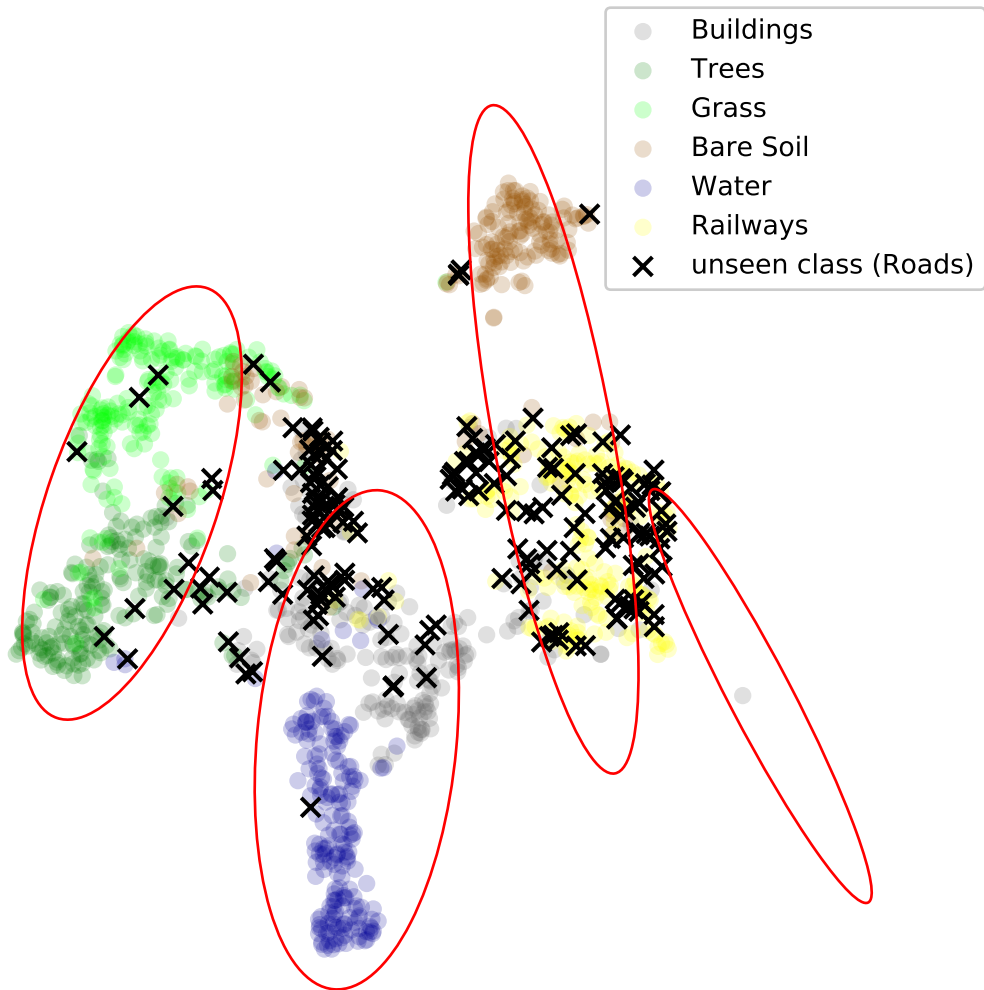 Buildings
Trees
Grass
Bare Soil
Water
Railways
unseen class (Roads)